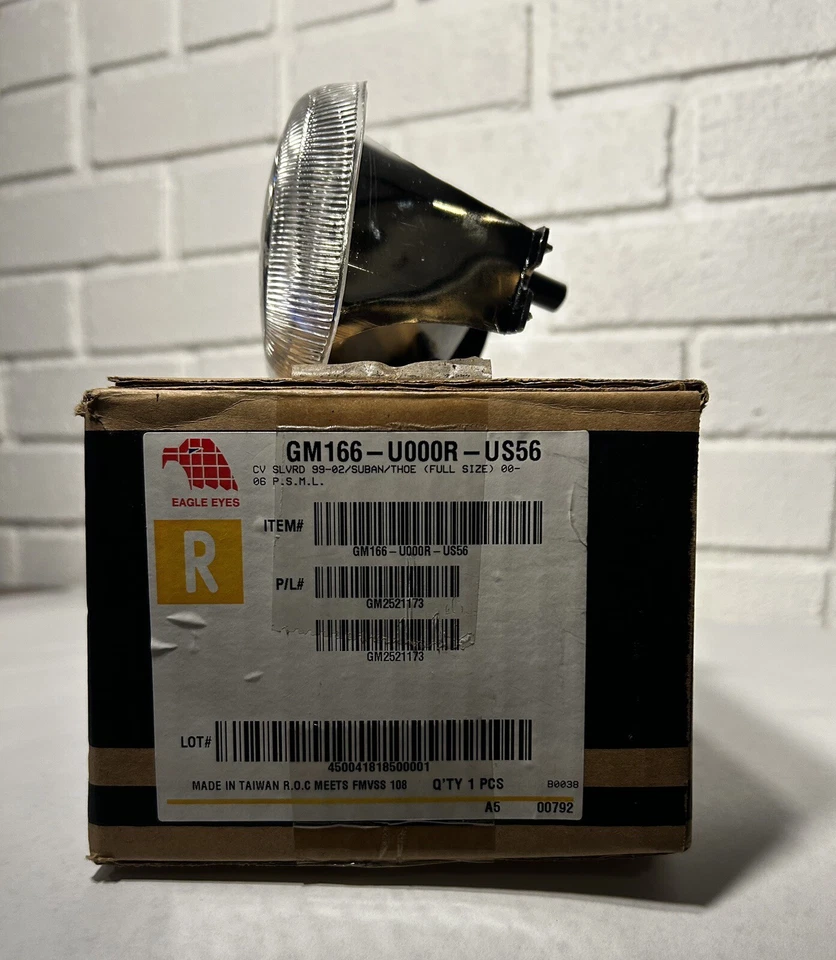 GM166-U000R-US56
CV SLVRD 99-02/SUBAN/THOE (FULL SIZE) 00-
06 P.S.M.L.
EAGLE EYES
R
ITEM#
GM166-U000R-US56
P/L#
GM2521173
GM2521173
LOT#
450041818500001
MADE IN TAIWAN R.O.C MEETS FMVSS 108 Q'TY 1 PCS B0038
A5 00792